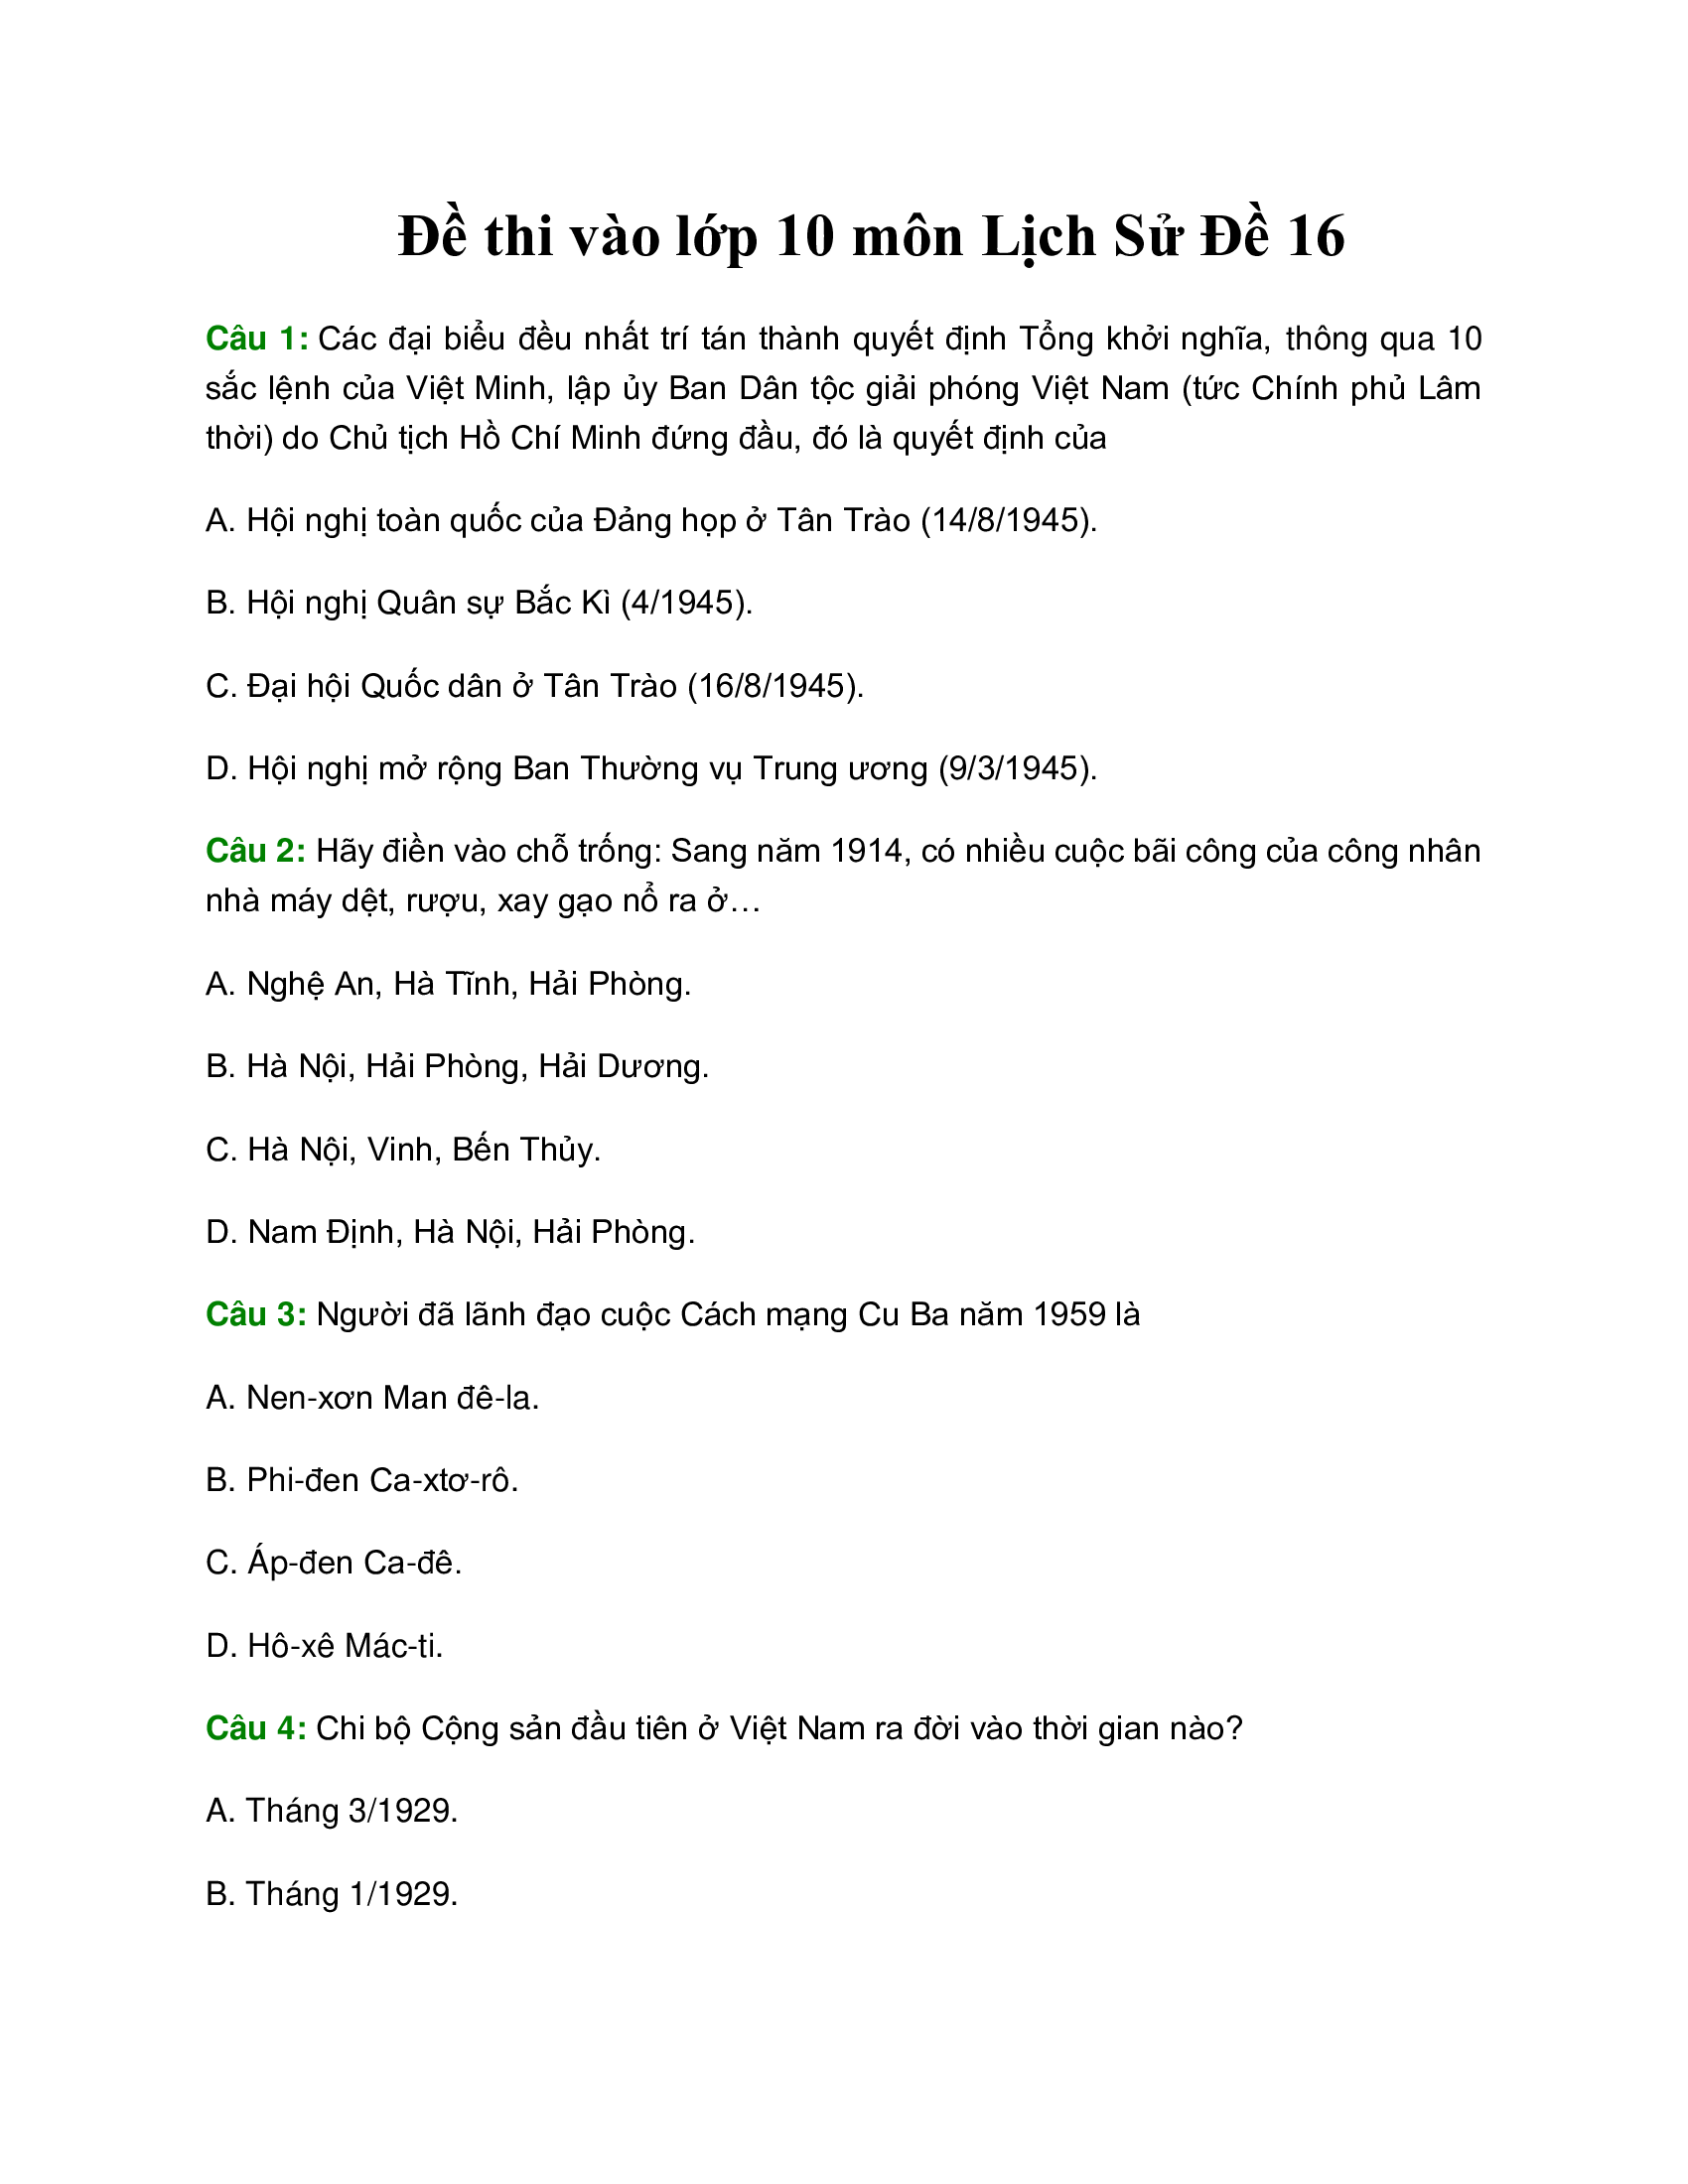 Đề thi vào lớp 10 môn Lịch Sử Đề 16
Câu 1: Các đại biểu đều nhất trí tán thành quyết định Tổng khởi nghĩa, thông qua 10
sắc lệnh của Việt Minh, lập ủy Ban Dân tộc giải phóng Việt Nam (tức Chính phủ Lâm
thời) do Chủ tịch Hồ Chí Minh đứng đầu, đó là quyết định của
A. Hội nghị toàn quốc của Đảng họp ở Tân Trào (14/8/1945).
B. Hội nghị Quân sự Bắc Kì (4/1945).
C. Đại hội Quốc dân ở Tân Trào (16/8/1945).
D. Hội nghị mở rộng Ban Thường vụ Trung ương (9/3/1945).
Câu 2: Hãy điền vào chỗ trống: Sang năm 1914, có nhiều cuộc bãi công của công nhân
nhà máy dệt, rượu, xay gạo nổ ra ở…
A. Nghệ An, Hà Tĩnh, Hải Phòng.
B. Hà Nội, Hải Phòng, Hải Dương.
C. Hà Nội, Vinh, Bến Thủy.
D. Nam Định, Hà Nội, Hải Phòng.
Câu 3: Người đã lãnh đạo cuộc Cách mạng Cu Ba năm 1959 là
A. Nen-xơn Man đê-la.
B. Phi-đen Ca-xtơ-rô.
C. Áp-đen Ca-đê.
D. Hô-xê Mác-ti.
Câu 4: Chi bộ Cộng sản đầu tiên ở Việt Nam ra đời vào thời gian nào?
A. Tháng 3/1929.
B. Tháng 1/1929.